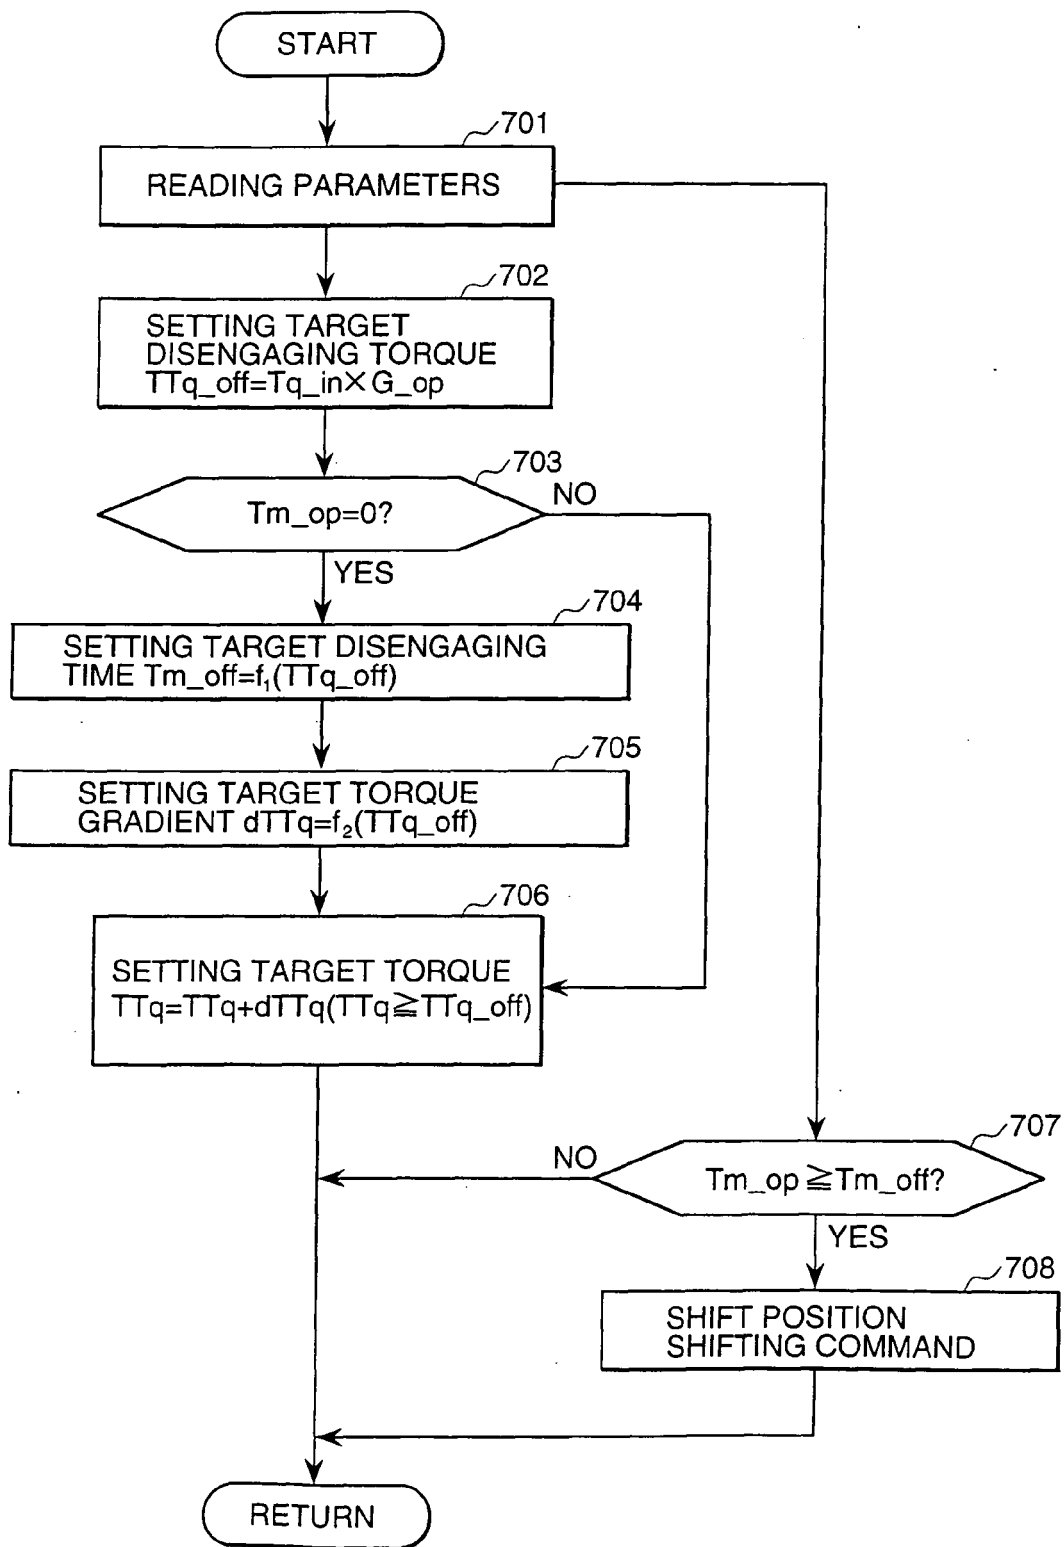 START
701
READING PARAMETERS
702
SETTING TARGET
DISENGAGING TORQUE
TTq_off=Tq_in×G_op
703
Tm_op=0?
NO
YES
704
SETTING TARGET DISENGAGING
TIME Tm_off=f₁(TTq_off)
705
SETTING TARGET TORQUE
GRADIENT dTTq=f₂(TTq_off)
706
SETTING TARGET TORQUE
TTq=TTq+dTTq(TTq≧TTq_off)
707
NO
Tm_op≧Tm_off?
YES
708
SHIFT POSITION
SHIFTING COMMAND
RETURN